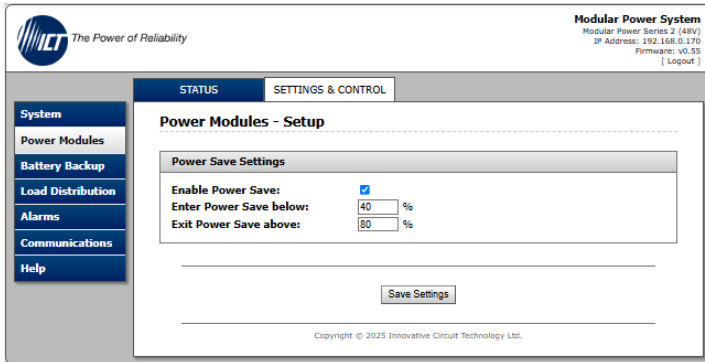 ICT The Power of Reliability
Modular Power System
Modular Power Series 2 (48V)
IP Address: 192.168.0.170
Firmware: v0.55
[ Logout ]
STATUS SETTINGS & CONTROL
System
Power Modules
Battery Backup
Load Distribution
Alarms
Communications
Help
Power Modules - Setup
Power Save Settings
Enable Power Save:
Enter Power Save below: 40 %
Exit Power Save above: 80 %
Save Settings
Copyright © 2025 Innovative Circuit Technology Ltd.